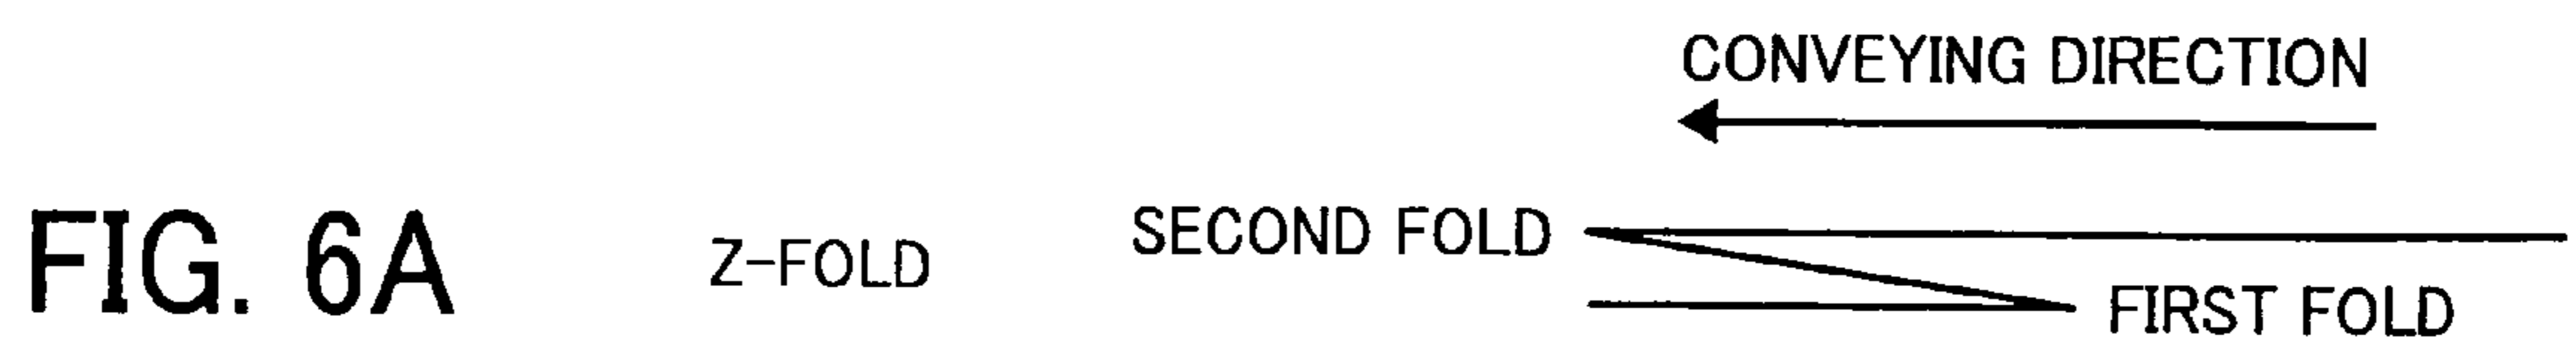 CONVEYING DIRECTION
FIG. 6A
Z-FOLD
SECOND FOLD
FIRST FOLD